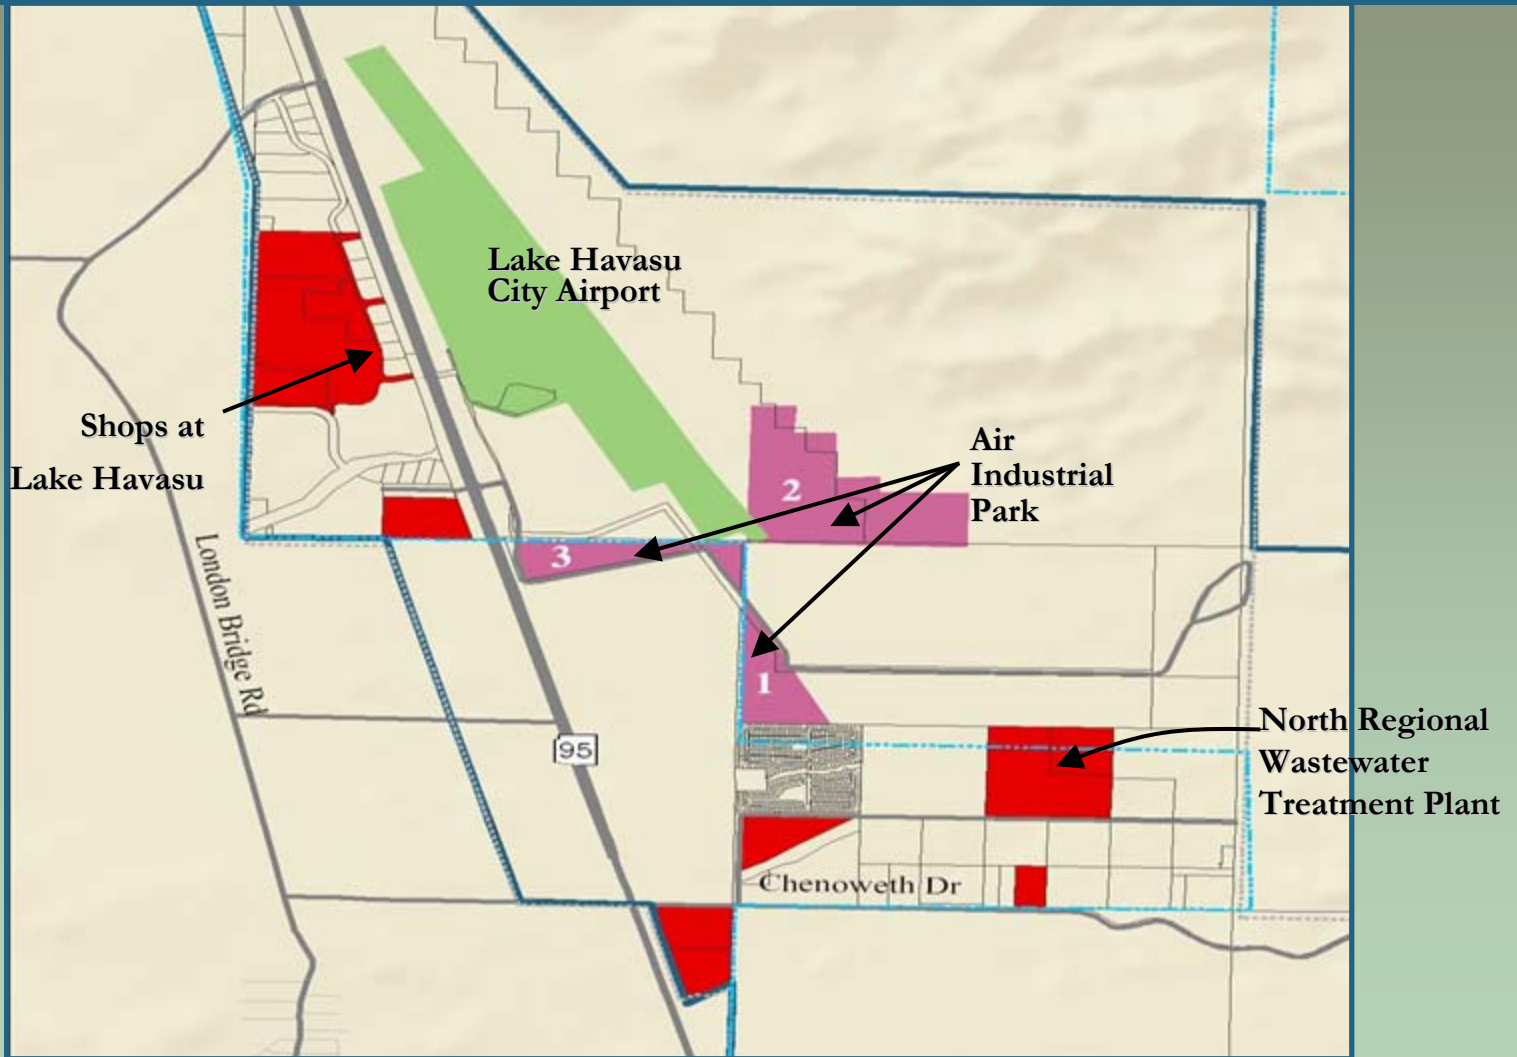 Lake Havasu
City Airport
Shops at
Lake Havasu
Air
Industrial
Park
2
3
1
London Bridge Rd
95
North Regional
Wastewater
Treatment Plant
Chenoweth Dr